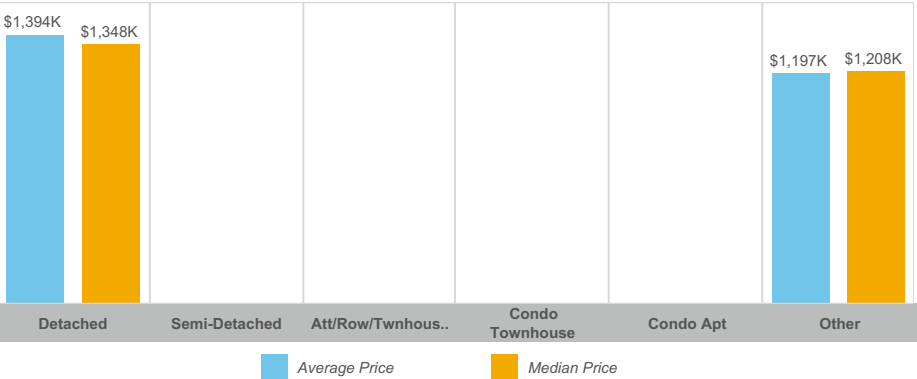 $1,394K
$1,348K
$1,197K
$1,208K
Detached
Semi-Detached
Att/Row/Twnhous..
Condo
Townhouse
Condo Apt
Other
Average Price
Median Price